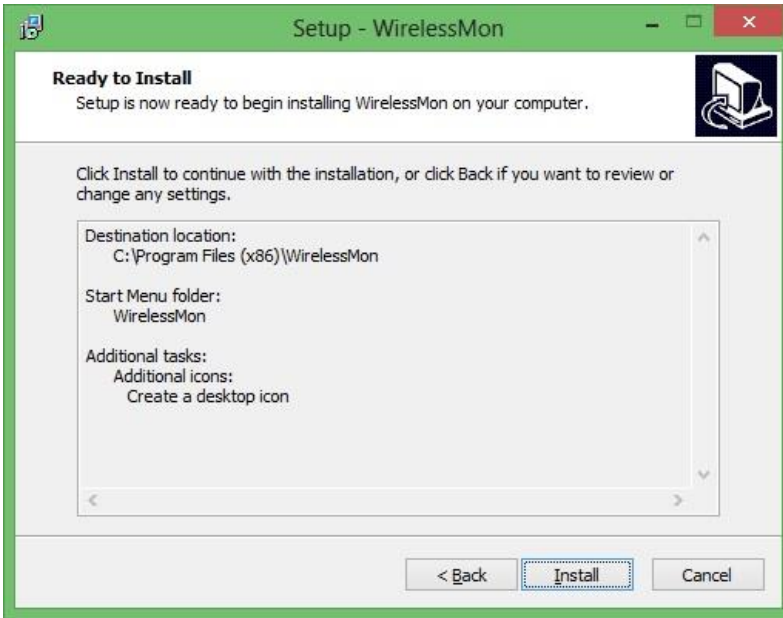 Setup - WirelessMon
Ready to Install
Setup is now ready to begin installing WirelessMon on your computer.
Click Install to continue with the installation, or click Back if you want to review or
change any settings.
Destination location:
C:\Program Files (x86)\WirelessMon
Start Menu folder:
WirelessMon
Additional tasks:
Additional icons:
Create a desktop icon
< Back
Install
Cancel